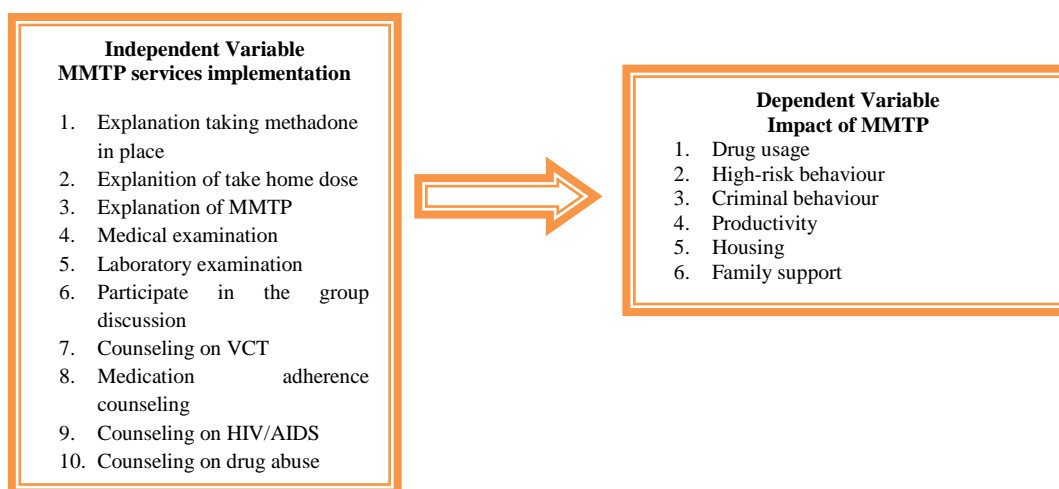 Independent Variable
MMTP services implementation
1. Explanation taking methadone
in place
2. Explanition of take home dose
3. Explanation of MMTP
4. Medical examination
5. Laboratory examination
6. Participate in the group
discussion
7. Counseling on VCT
8. Medication adherence
counseling
9. Counseling on HIV/AIDS
10. Counseling on drug abuse
Dependent Variable
Impact of MMTP
1. Drug usage
2. High-risk behaviour
3. Criminal behaviour
4. Productivity
5. Housing
6. Family support